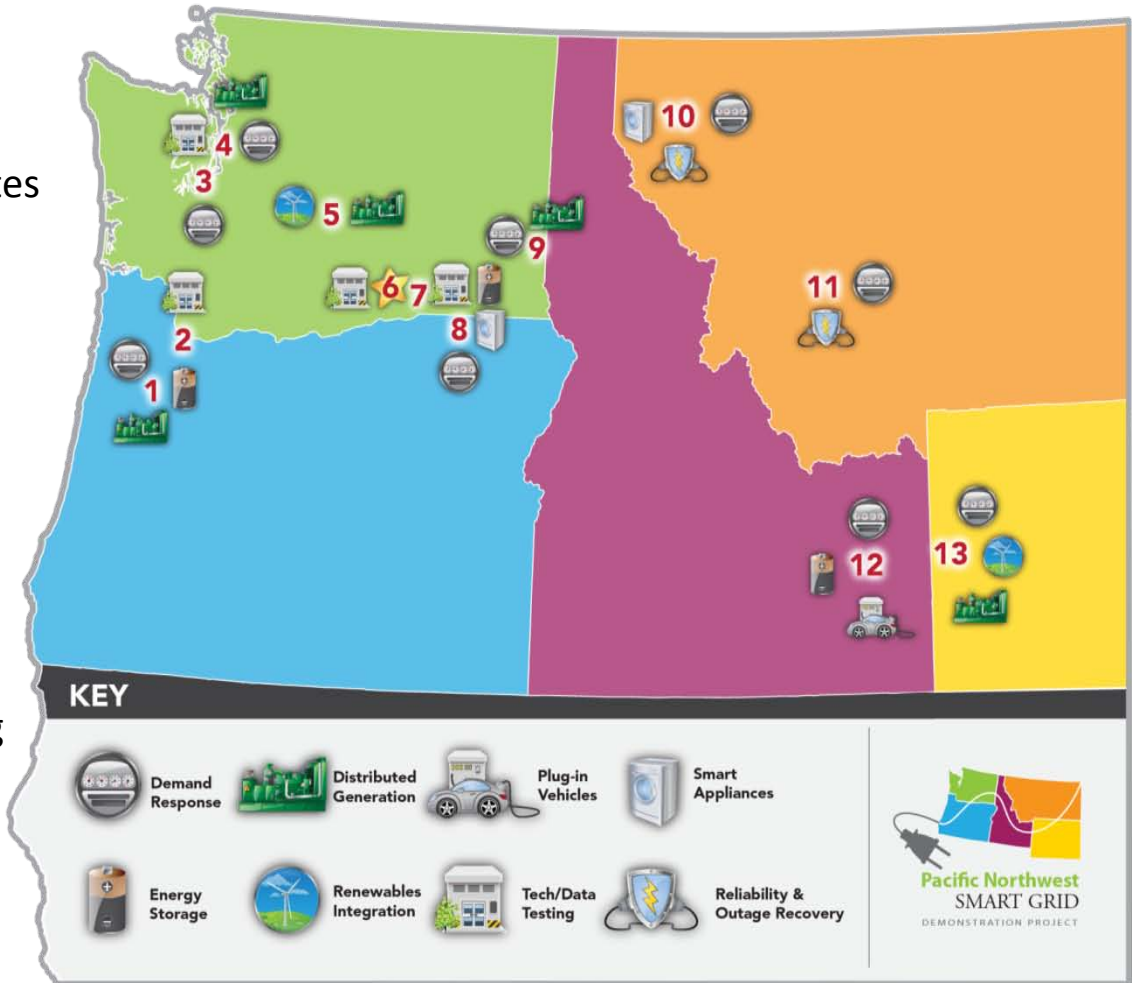 tes
4
3
5
9
6
7
8
2
1
10
11
12
13
KEY
g
Demand
Response
Distributed
Generation
Plug-in
Vehicles
Smart
Appliances
Energy
Storage
Renewables
Integration
Tech/Data
Testing
Reliability &
Outage Recovery
Pacific Northwest
SMART GRID
DEMONSTRATION PROJECT